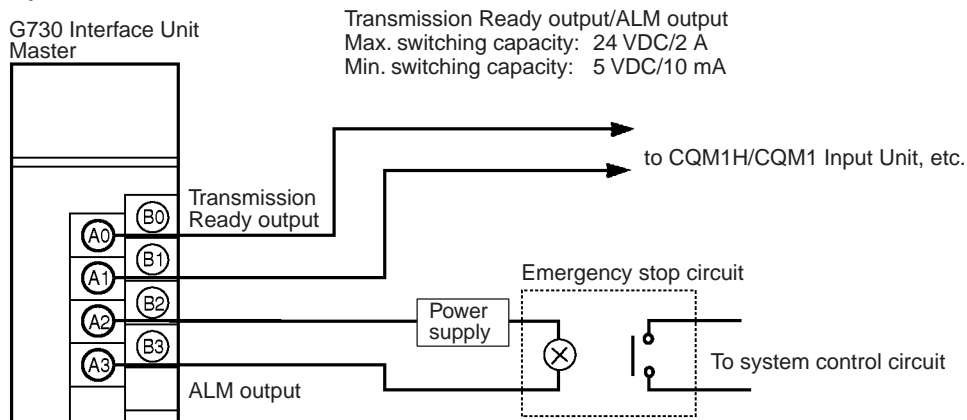 G730 Interface Unit
Master
Transmission Ready output/ALM output
Max. switching capacity: 24 VDC/2 A
Min. switching capacity: 5 VDC/10 mA
to CQM1H/CQM1 Input Unit, etc.
Transmission
Ready output
B0
A0
B1
A1
B2
A2
B3
A3
Emergency stop circuit
Power
supply
To system control circuit
ALM output